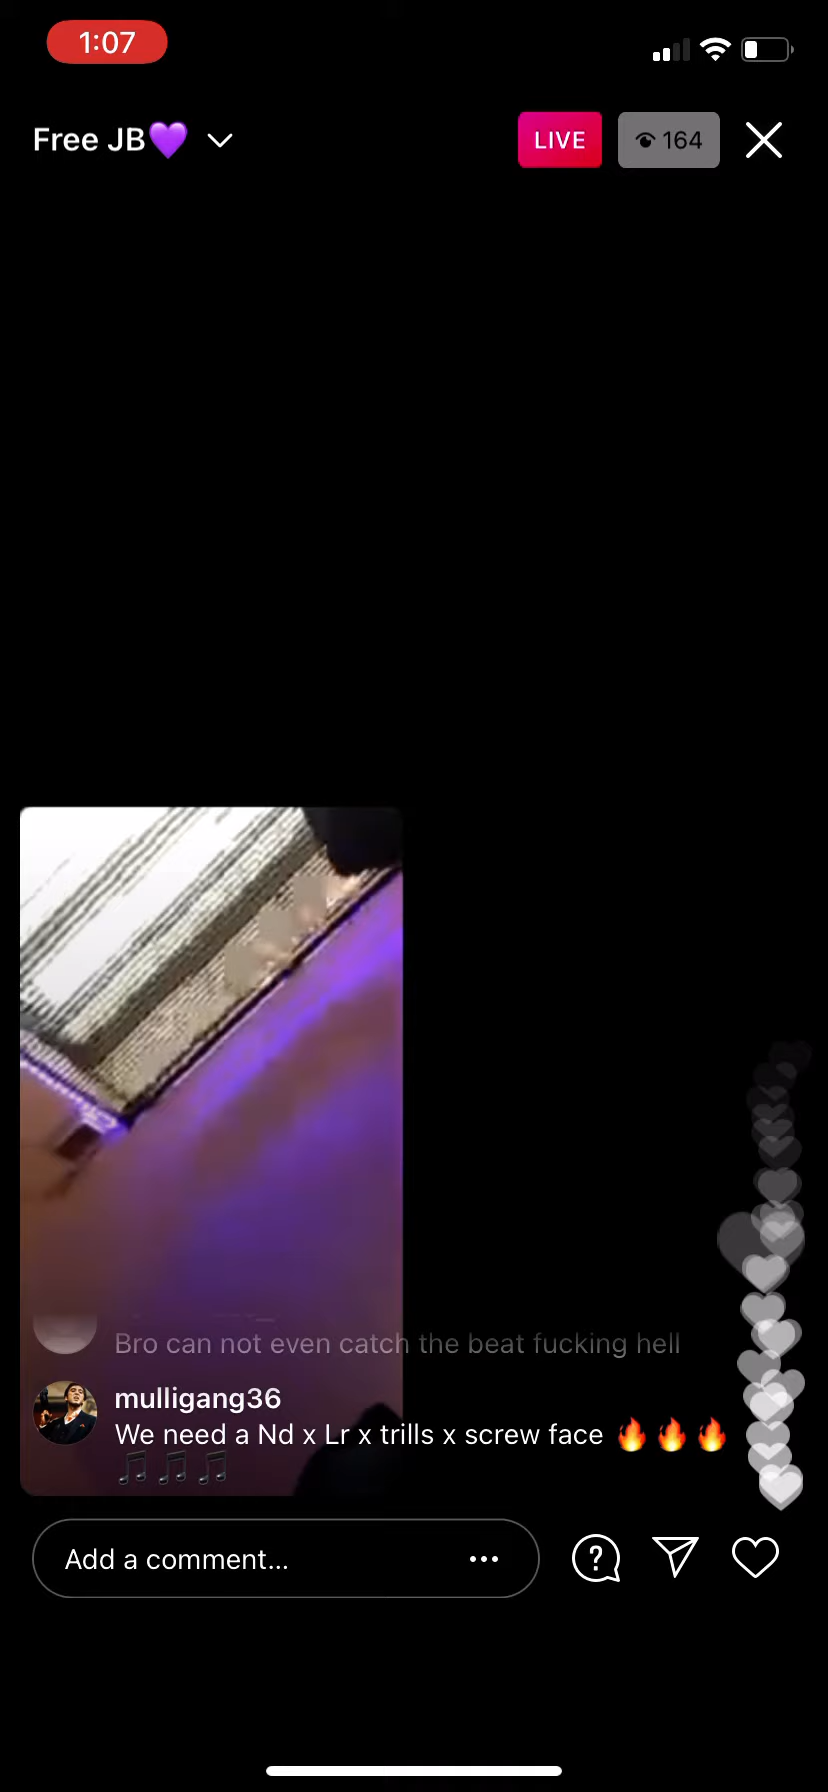 1:07
Free JB💜
LIVE
164
Bro can not even catch the beat fucking hell
mulligang36
We need a Nd x Lr x trills x screw face 🔥🔥🔥
🎵🎵🎵
Add a comment...